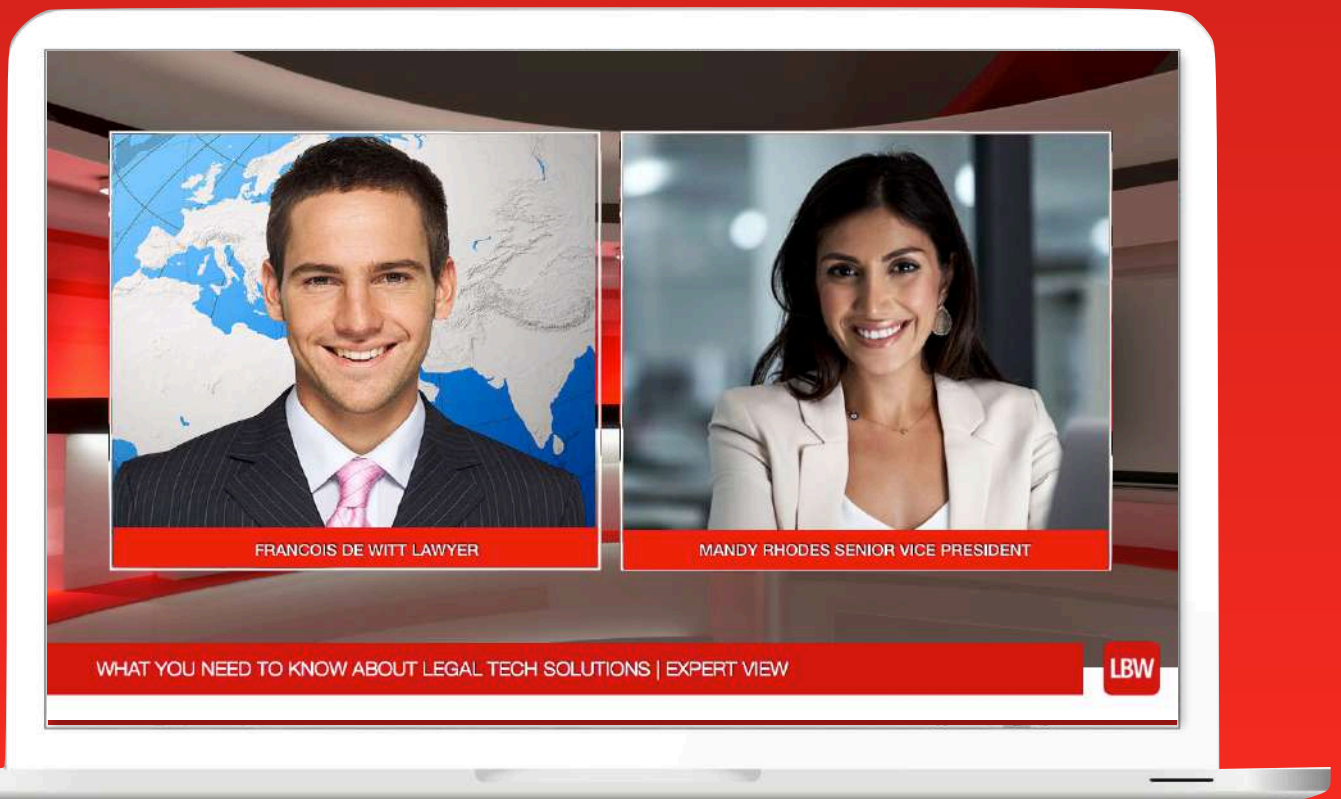 FRANCOIS DE WITT LAWYER
MANDY RHODES SENIOR VICE PRESIDENT
WHAT YOU NEED TO KNOW ABOUT LEGAL TECH SOLUTIONS | EXPERT VIEW
LBW